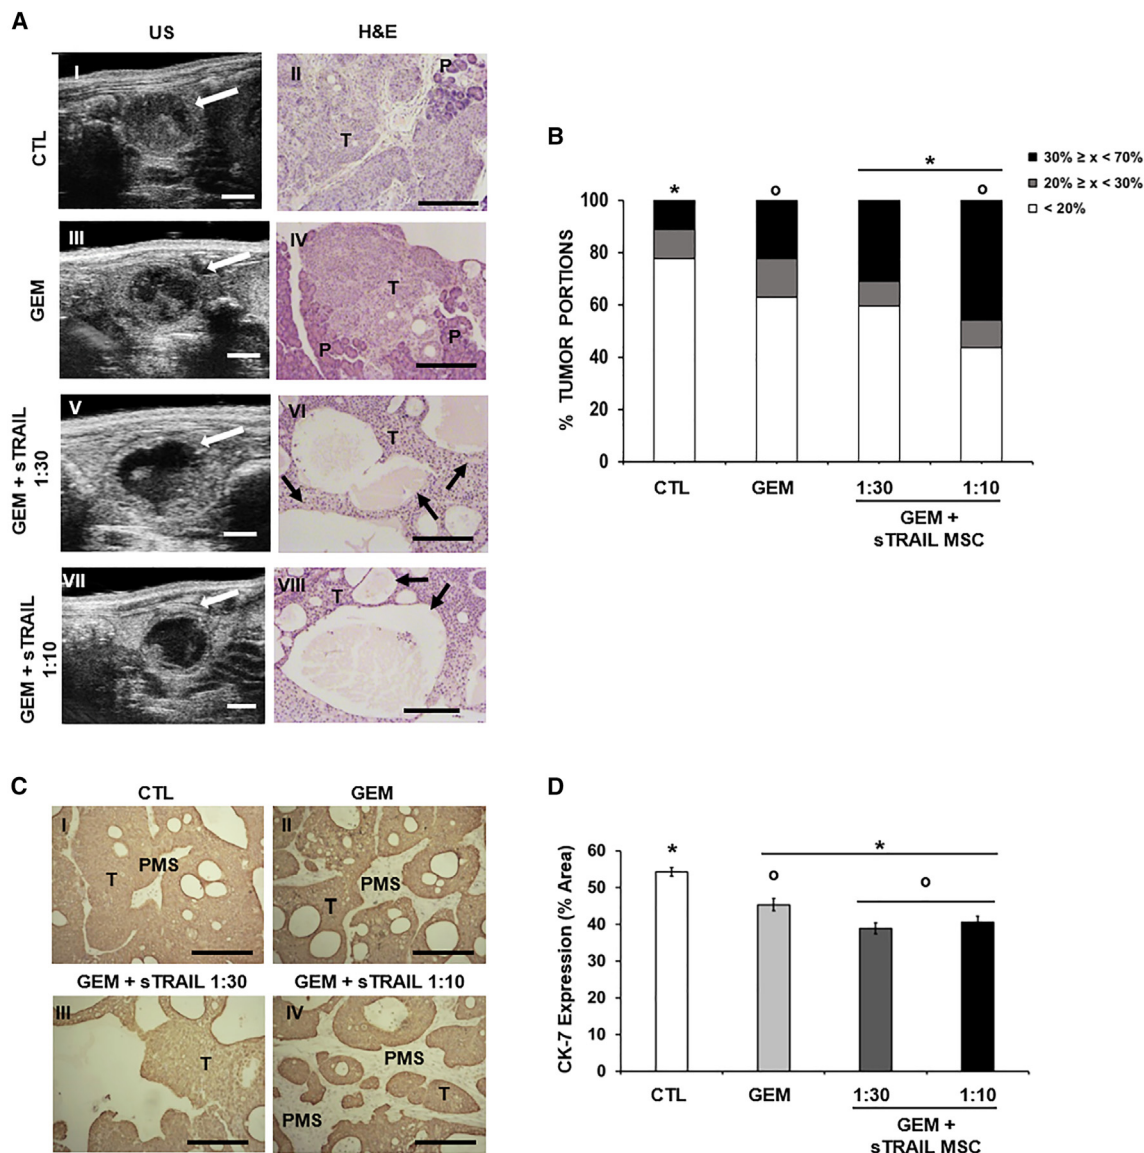 A
US
H&E
CTL
I
II
P
T
GEM
III
IV
T
P
P
GEM + sTRAIL
1:30
V
VI
T
GEM + sTRAIL
1:10
VII
VIII
T
B
% TUMOR PORTIONS
100
80
60
40
20
0
*
o
*
o
30% ≥ x < 70%
20% ≥ x < 30%
< 20%
CTL
GEM
1:30
1:10
GEM +
sTRAIL MSC
C
CTL
GEM
I
T
PMS
II
PMS
T
GEM + sTRAIL 1:30
GEM + sTRAIL 1:10
III
T
IV
PMS
T
PMS
D
CK-7 Expression (% Area)
60
50
40
30
20
10
0
*
o
*
o
CTL
GEM
1:30
1:10
GEM +
sTRAIL MSC